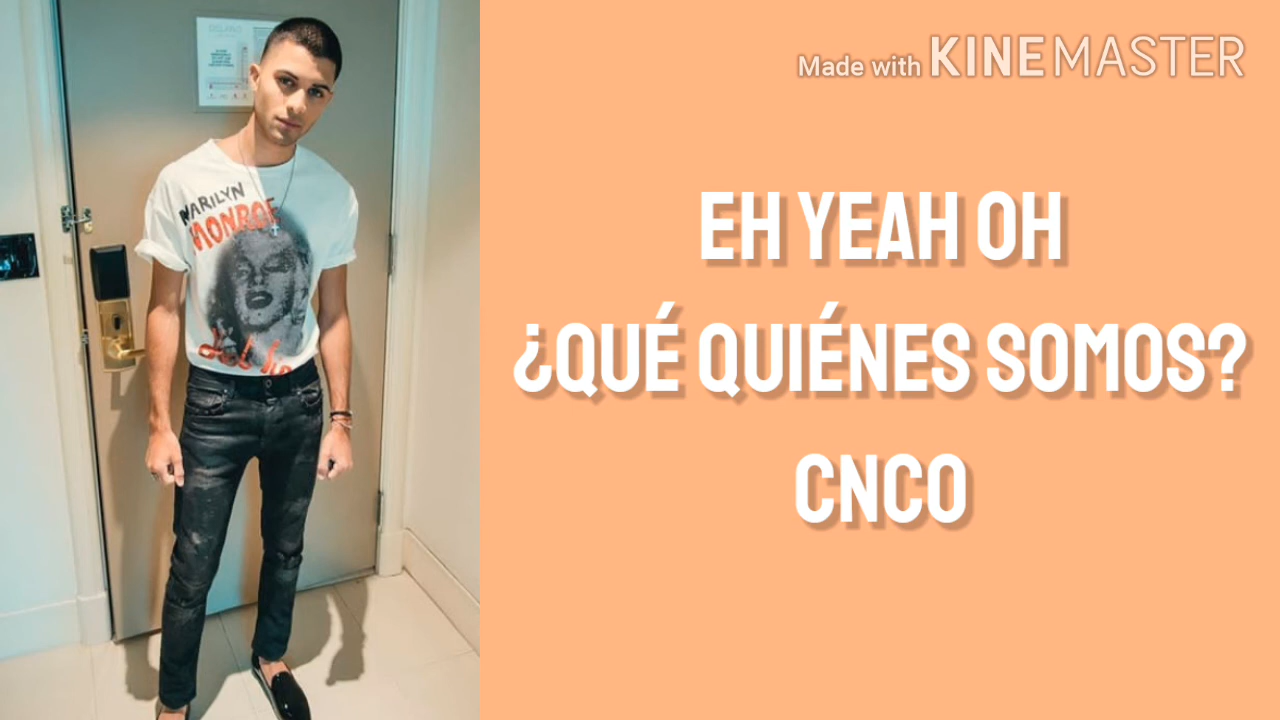 Made with KINEMASTER
MARILYN
MONROE
EH YEAH OH
¿QUÉ QUIÉNES SOMOS?
CNCO